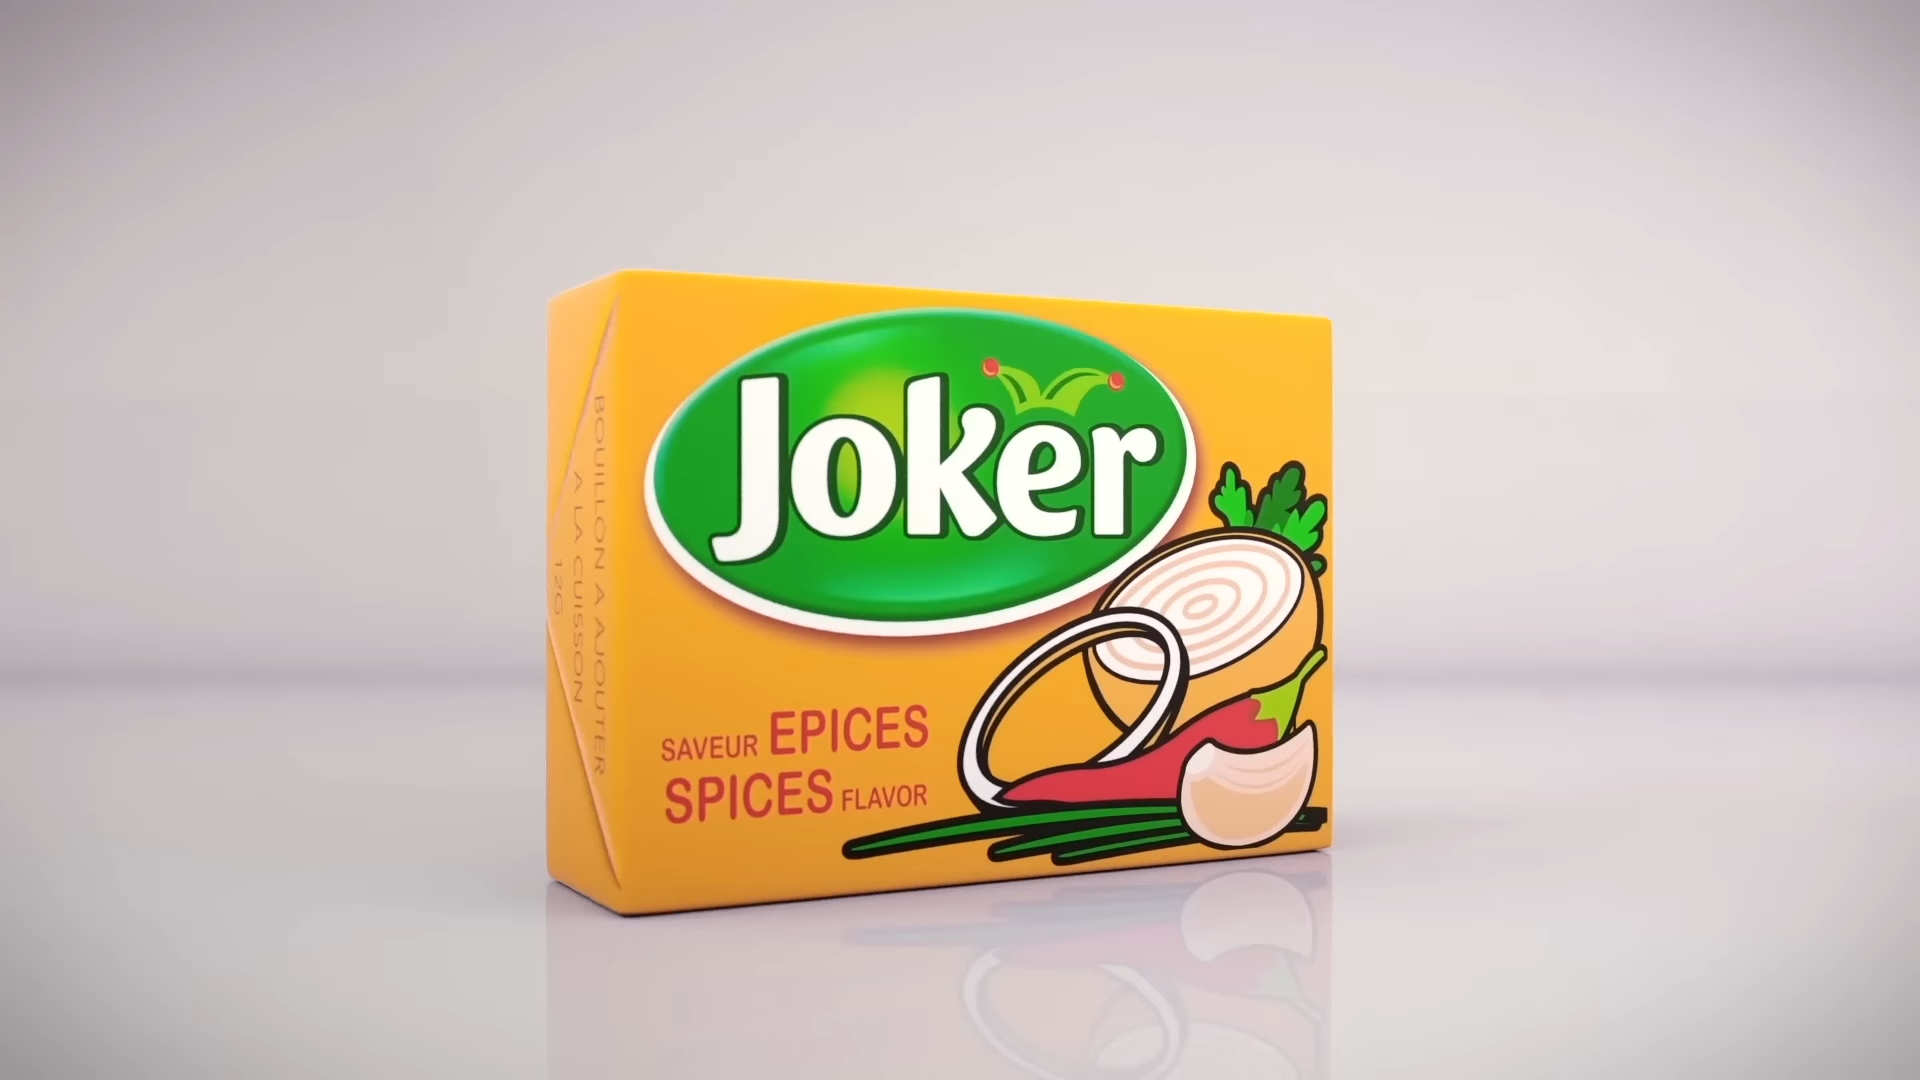 Joker
SAVEUR EPICES
SPICES FLAVOR
BOUILLON A AJOUTER
A LA CUISSON
12G